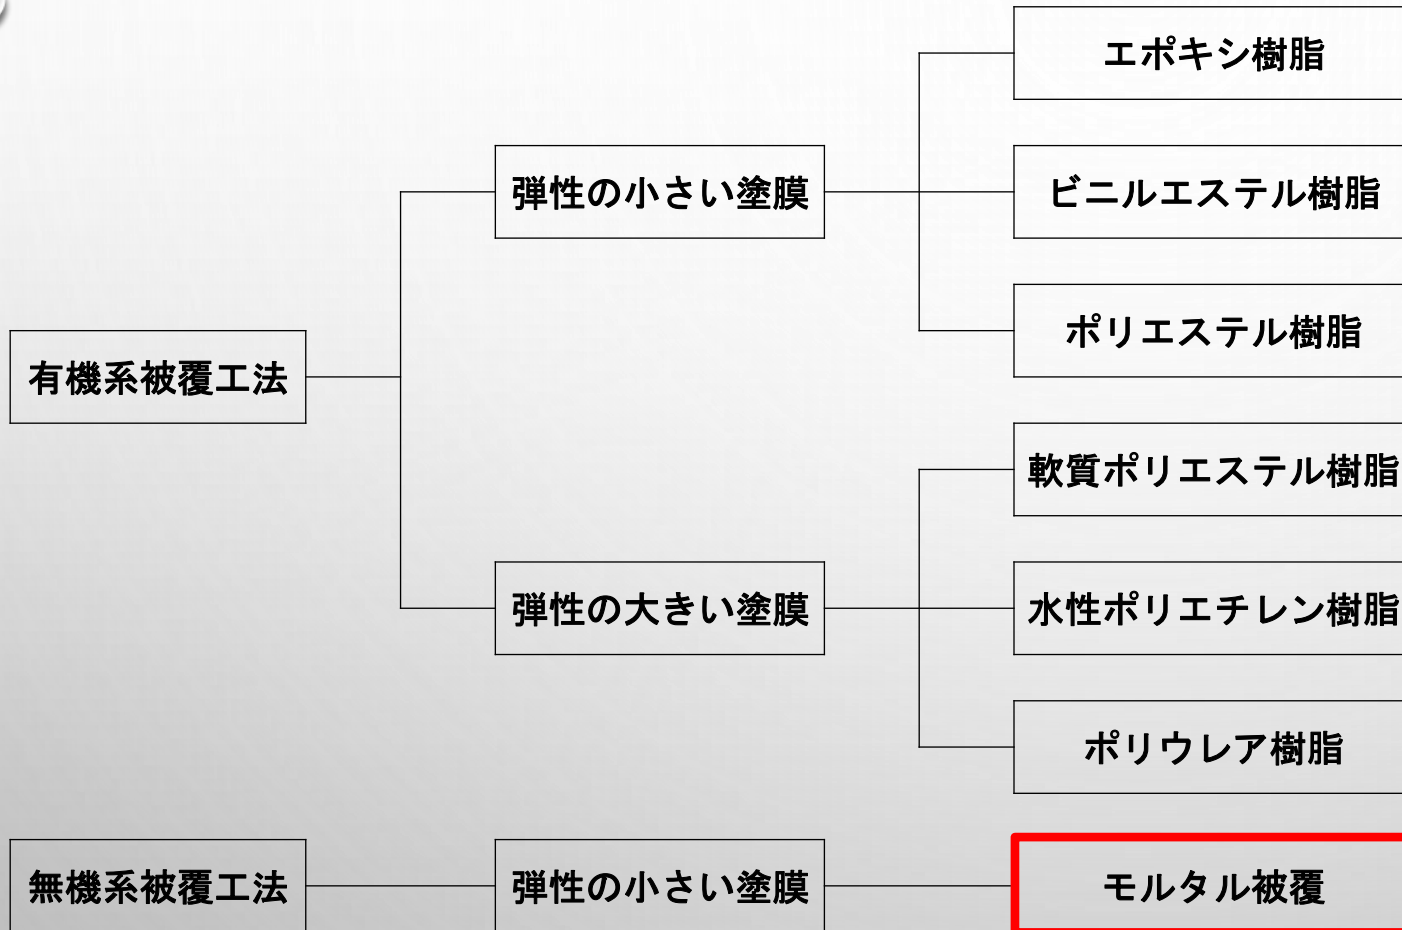 エポキシ樹脂
弾性の小さい塗膜
ビニルエステル樹脂
ポリエステル樹脂
有機系被覆工法
軟質ポリエステル樹脂
弾性の大きい塗膜
水性ポリエチレン樹脂
ポリウレア樹脂
無機系被覆工法
弾性の小さい塗膜
モルタル被覆